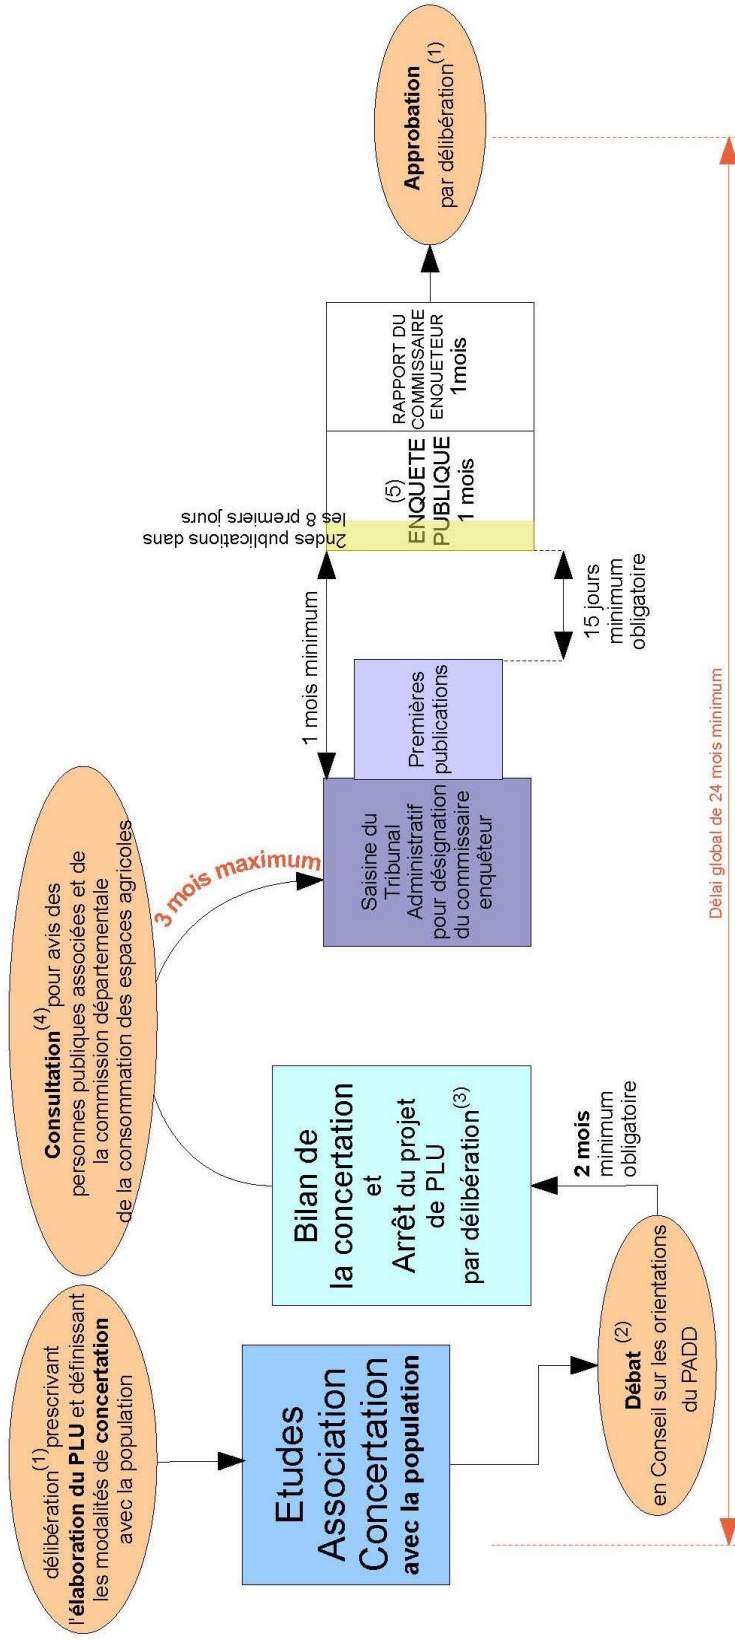 délibération(1) prescrivant
l'élaboration du PLU et définissant
les modalités de concertation
avec la population
Etudes
Association
Concertation
avec la population
Débat (2)
en Conseil sur les orientations
du PADD
2 mois
minimum
obligatoire
Bilan de
la concertation
et
Arrêt du projet
de PLU
par délibération(3)
Consultation(4) pour avis des
personnes publiques associées et de
la commission départementale
de la consommation des espaces agricoles
3 mois maximum
Saisine du
Tribunal
Administratif
pour désignation
du commissaire
enquêteur
Premières
publications
1 mois minimum
15 jours
minimum
obligatoire
2ndes publications dans
les 8 premiers jours
(5)
ENQUETE
PUBLIQUE
1 mois
RAPPORT DU
COMMISSAIRE
ENQUETEUR
1mois
Approbation
par délibération(1)
Délai global de 24 mois minimum